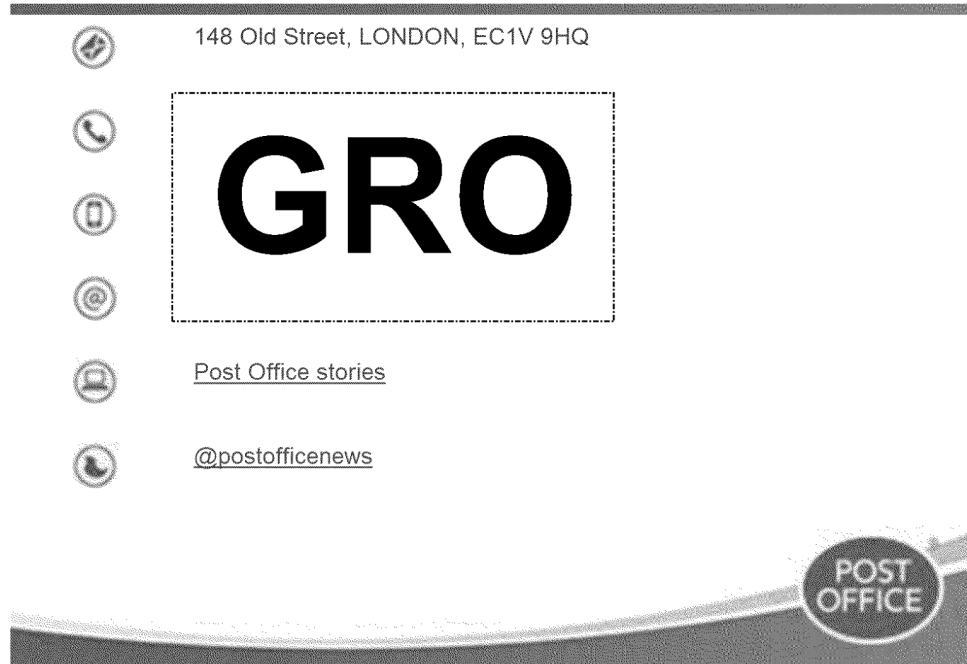 148 Old Street, LONDON, EC1V 9HQ
GRO
Post Office stories
@postofficenews
POST
OFFICE